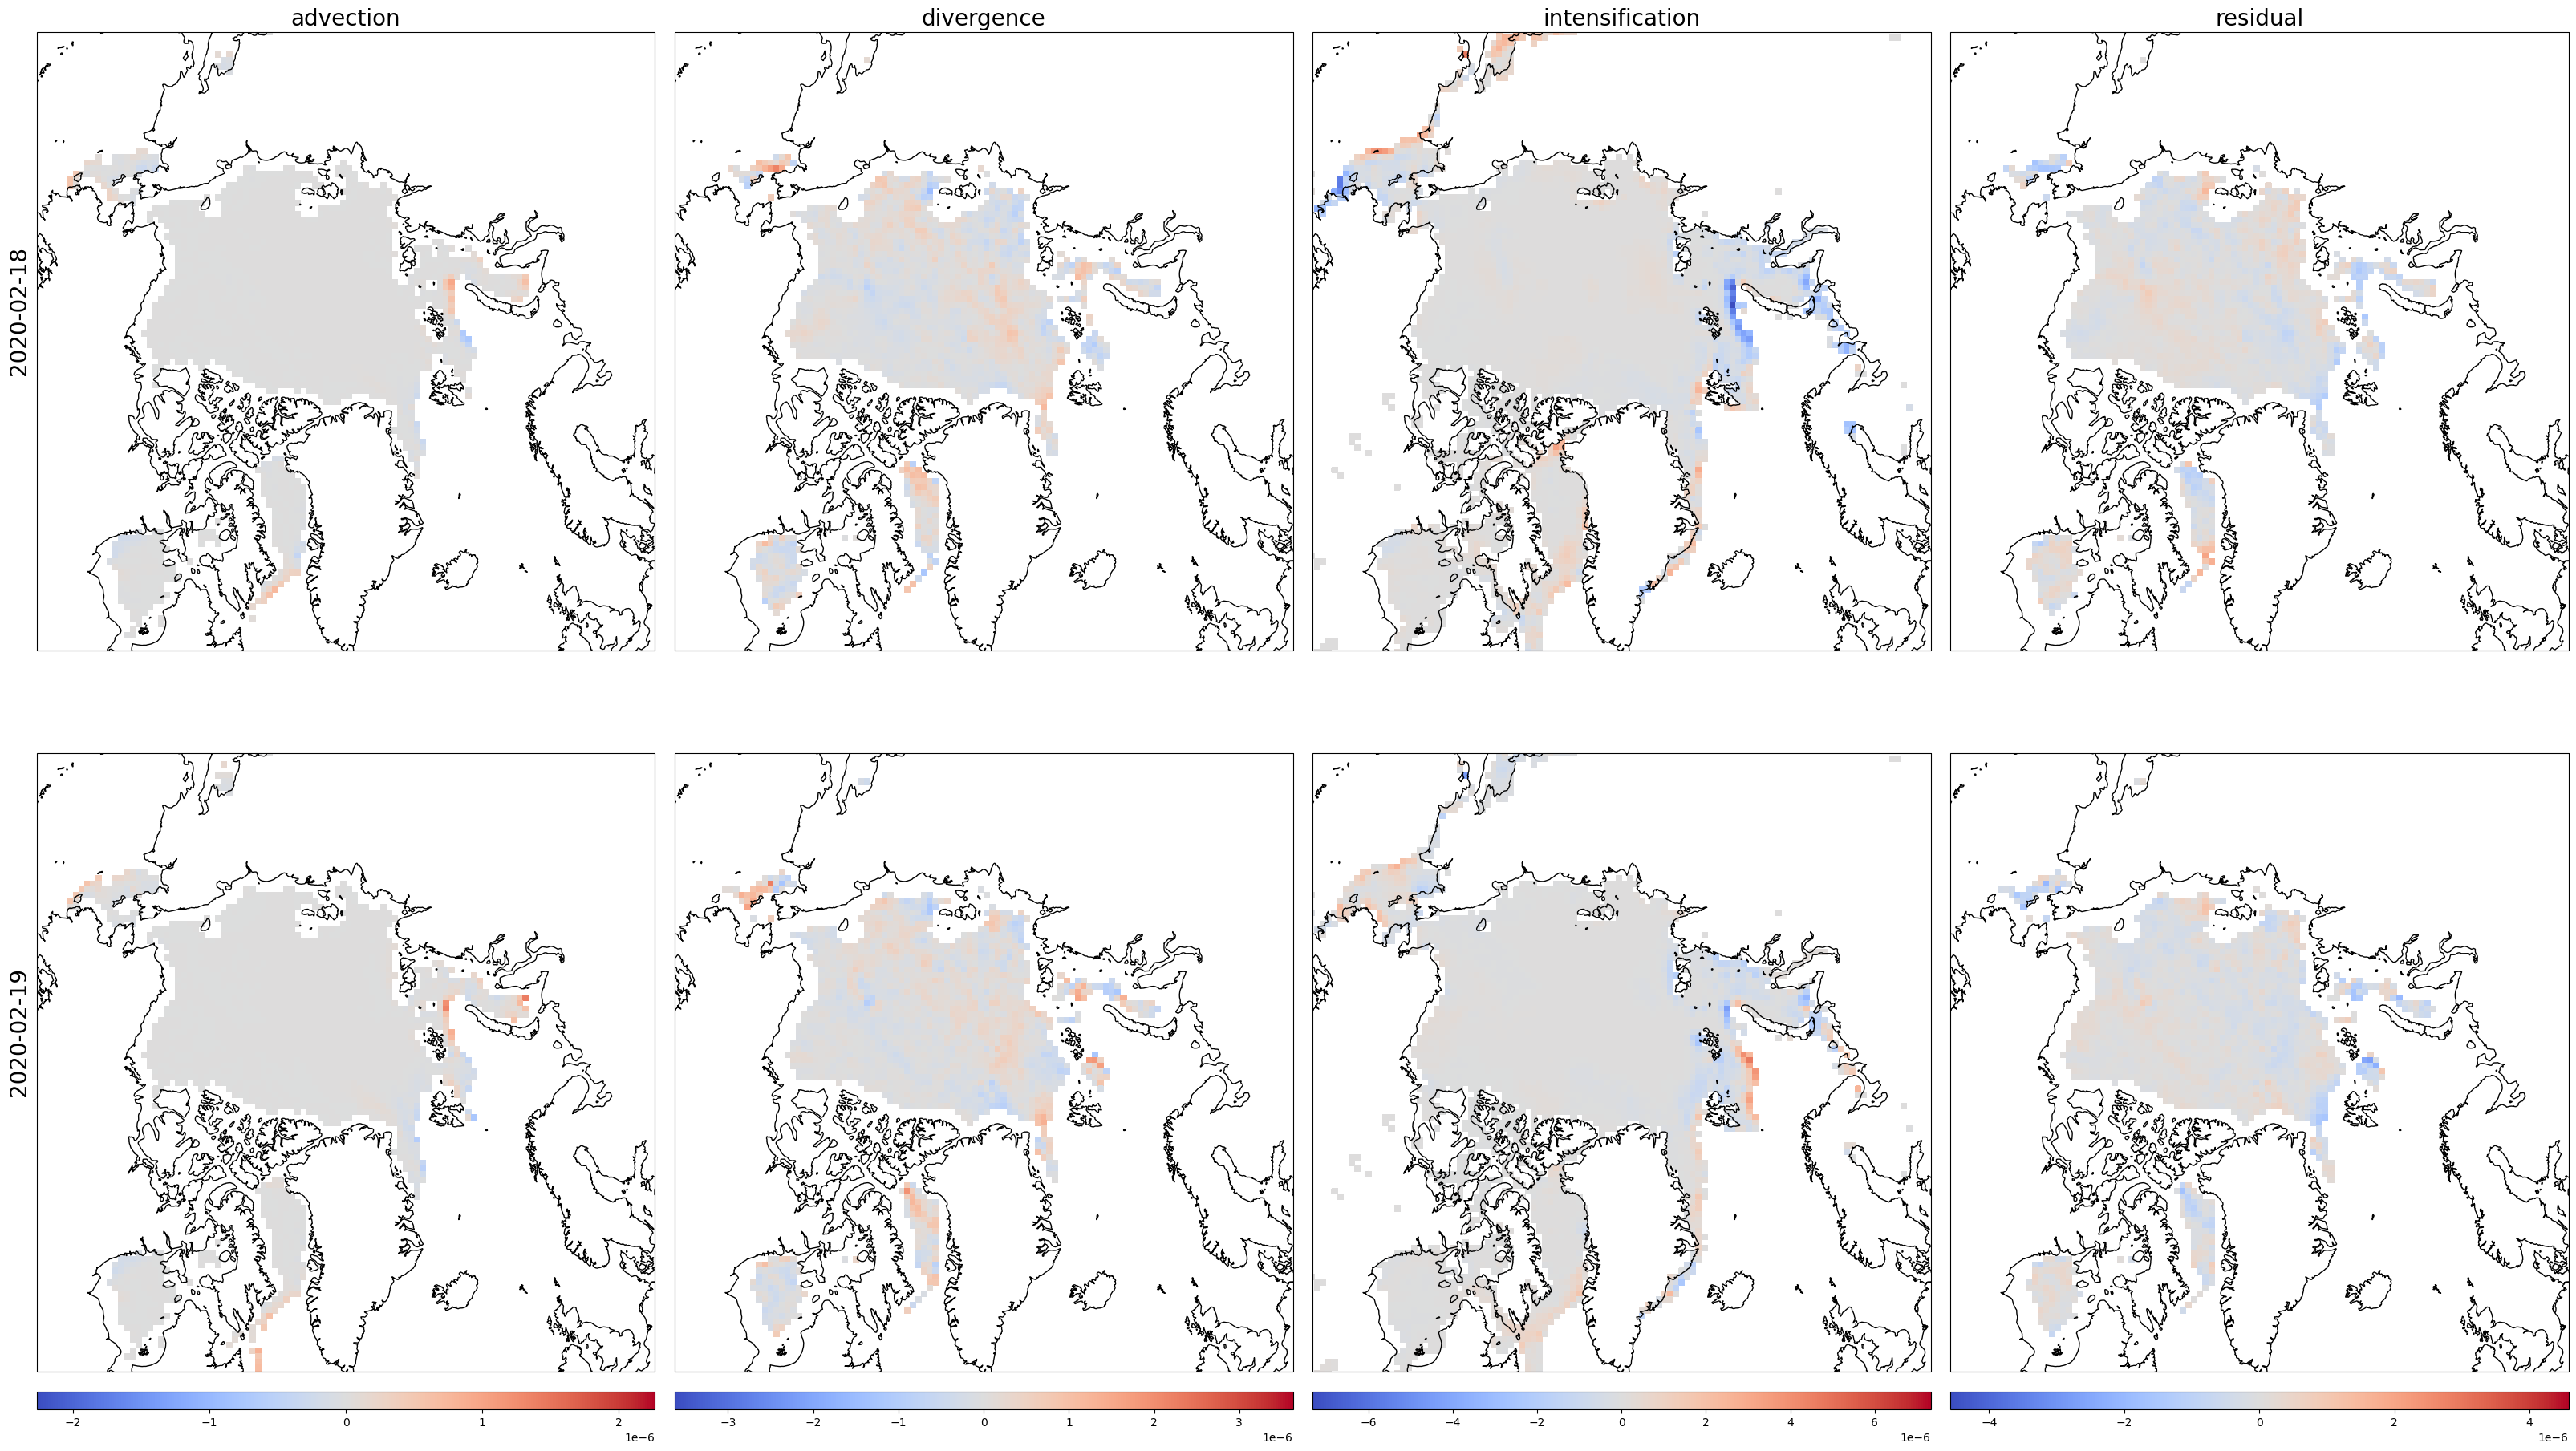 advection divergence intensification residual
2020-02-18
2020-02-19
−2 −1 0 1 2 −3 −2 −1 0 1 2 3 −6 −4 −2 0 2 4 6 −4 −2 0 2 4
1e−6 1e−6 1e−6 1e−6